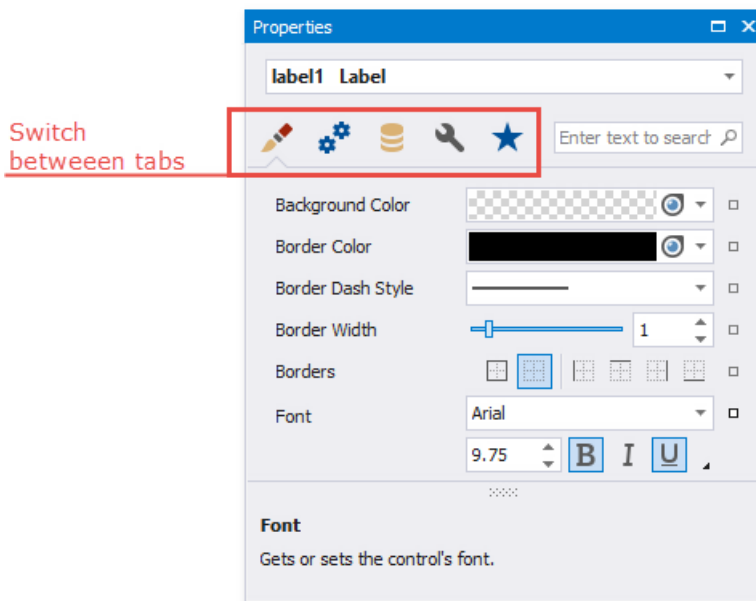 Properties
label1 Label
Switch
betweeen tabs
Enter text to search
Background Color
Border Color
Border Dash Style
Border Width 1
Borders
Font Arial
9.75 B I U
Font
Gets or sets the control's font.